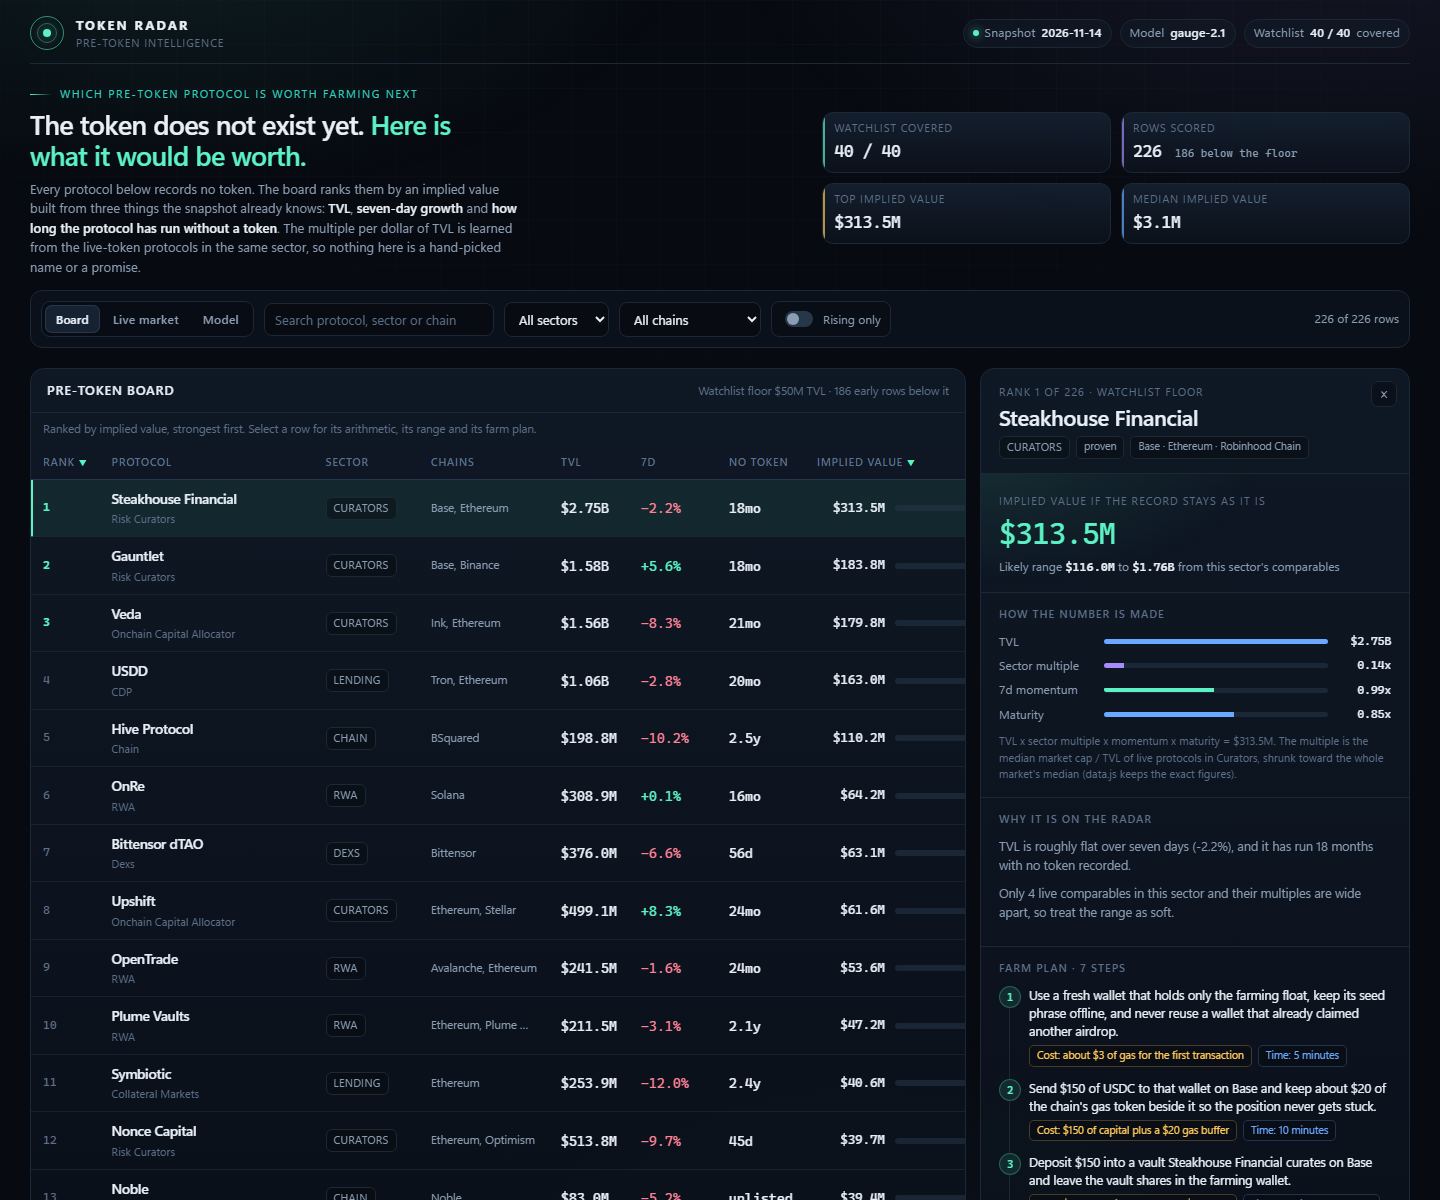 TOKEN RADAR
PRE-TOKEN INTELLIGENCE
Snapshot 2026-11-14
Model gauge-2.1
Watchlist 40 / 40 covered
WHICH PRE-TOKEN PROTOCOL IS WORTH FARMING NEXT
The token does not exist yet. Here is
what it would be worth.
Every protocol below records no token. The board ranks them by an implied value
built from three things the snapshot already knows: TVL, seven-day growth and how
long the protocol has run without a token. The multiple per dollar of TVL is learned
from the live-token protocols in the same sector, so nothing here is a hand-picked
name or a promise.
WATCHLIST COVERED
40 / 40
ROWS SCORED
226 186 below the floor
TOP IMPLIED VALUE
$313.5M
MEDIAN IMPLIED VALUE
$3.1M
Board Live market Model Search protocol, sector or chain All sectors All chains Rising only 226 of 226 rows
PRE-TOKEN BOARD
Watchlist floor $50M TVL · 186 early rows below it
Ranked by implied value, strongest first. Select a row for its arithmetic, its range and its farm plan.
RANK ▼ PROTOCOL SECTOR CHAINS TVL 7D NO TOKEN IMPLIED VALUE ▼
1 Steakhouse Financial CURATORS Base, Ethereum $2.75B −2.2% 18mo $313.5M
Risk Curators
2 Gauntlet CURATORS Base, Binance $1.58B +5.6% 18mo $183.8M
Risk Curators
3 Veda CURATORS Ink, Ethereum $1.56B −8.3% 21mo $179.8M
Onchain Capital Allocator
4 USDD LENDING Tron, Ethereum $1.06B −2.8% 20mo $163.0M
CDP
5 Hive Protocol CHAIN BSquared $198.8M −10.2% 2.5y $110.2M
Chain
6 OnRe RWA Solana $308.9M +0.1% 16mo $64.2M
RWA
7 Bittensor dTAO DEXS Bittensor $376.0M −6.6% 56d $63.1M
Dexs
8 Upshift CURATORS Ethereum, Stellar $499.1M +8.3% 24mo $61.6M
Onchain Capital Allocator
9 OpenTrade RWA Avalanche, Ethereum $241.5M −1.6% 24mo $53.6M
RWA
10 Plume Vaults RWA Ethereum, Plume ... $211.5M −3.1% 2.1y $47.2M
RWA
11 Symbiotic LENDING Ethereum $253.9M −12.0% 2.4y $40.6M
Collateral Markets
12 Nonce Capital CURATORS Ethereum, Optimism $513.8M −9.7% 45d $39.7M
Risk Curators
13 Noble CHAIN Noble $83.0M −5.2% unlisted $39.4M
RANK 1 OF 226 · WATCHLIST FLOOR
x
Steakhouse Financial
CURATORS proven Base · Ethereum · Robinhood Chain
IMPLIED VALUE IF THE RECORD STAYS AS IT IS
$313.5M
Likely range $116.0M to $1.76B from this sector's comparables
HOW THE NUMBER IS MADE
TVL $2.75B
Sector multiple 0.14x
7d momentum 0.99x
Maturity 0.85x
TVL x sector multiple x momentum x maturity = $313.5M. The multiple is the
median market cap / TVL of live protocols in Curators, shrunk toward the whole
market's median (data.js keeps the exact figures).
WHY IT IS ON THE RADAR
TVL is roughly flat over seven days (-2.2%), and it has run 18 months
with no token recorded.
Only 4 live comparables in this sector and their multiples are wide
apart, so treat the range as soft.
FARM PLAN · 7 STEPS
1 Use a fresh wallet that holds only the farming float, keep its seed
phrase offline, and never reuse a wallet that already claimed
another airdrop.
Cost: about $3 of gas for the first transaction Time: 5 minutes
2 Send $150 of USDC to that wallet on Base and keep about $20 of
the chain's gas token beside it so the position never gets stuck.
Cost: $150 of capital plus a $20 gas buffer Time: 10 minutes
3 Deposit $150 into a vault Steakhouse Financial curates on Base
and leave the vault shares in the farming wallet.